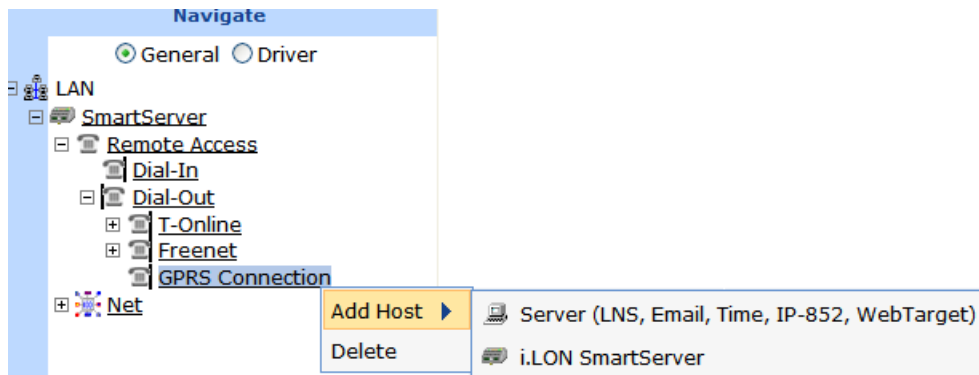 Navigate
General Driver
LAN
SmartServer
Remote Access
Dial-In
Dial-Out
T-Online
Freenet
GPRS Connection
Net
Add Host
Delete
Server (LNS, Email, Time, IP-852, WebTarget)
i.LON SmartServer